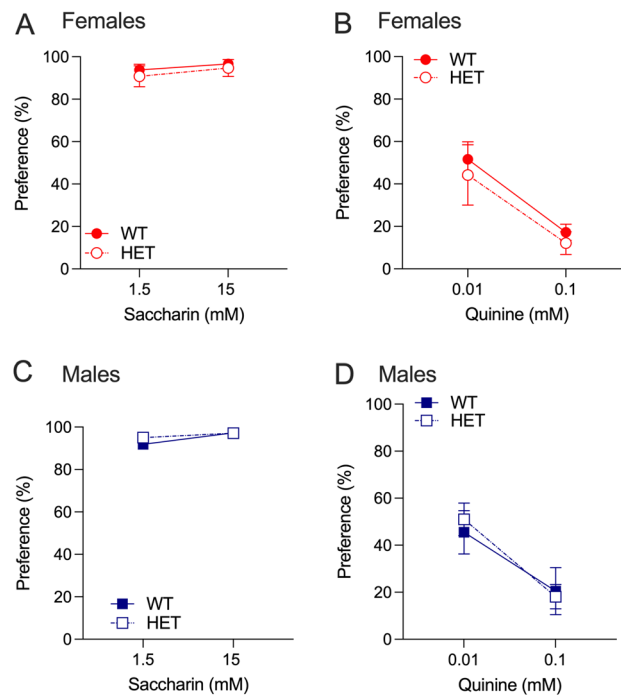 A Females
Preference (%)
100
80
60
40
20
0
WT
HET
1.5
15
Saccharin (mM)
B Females
Preference (%)
100
80
60
40
20
0
WT
HET
0.01
0.1
Quinine (mM)
C Males
Preference (%)
100
80
60
40
20
0
WT
HET
1.5
15
Saccharin (mM)
D Males
Preference (%)
100
80
60
40
20
0
WT
HET
0.01
0.1
Quinine (mM)